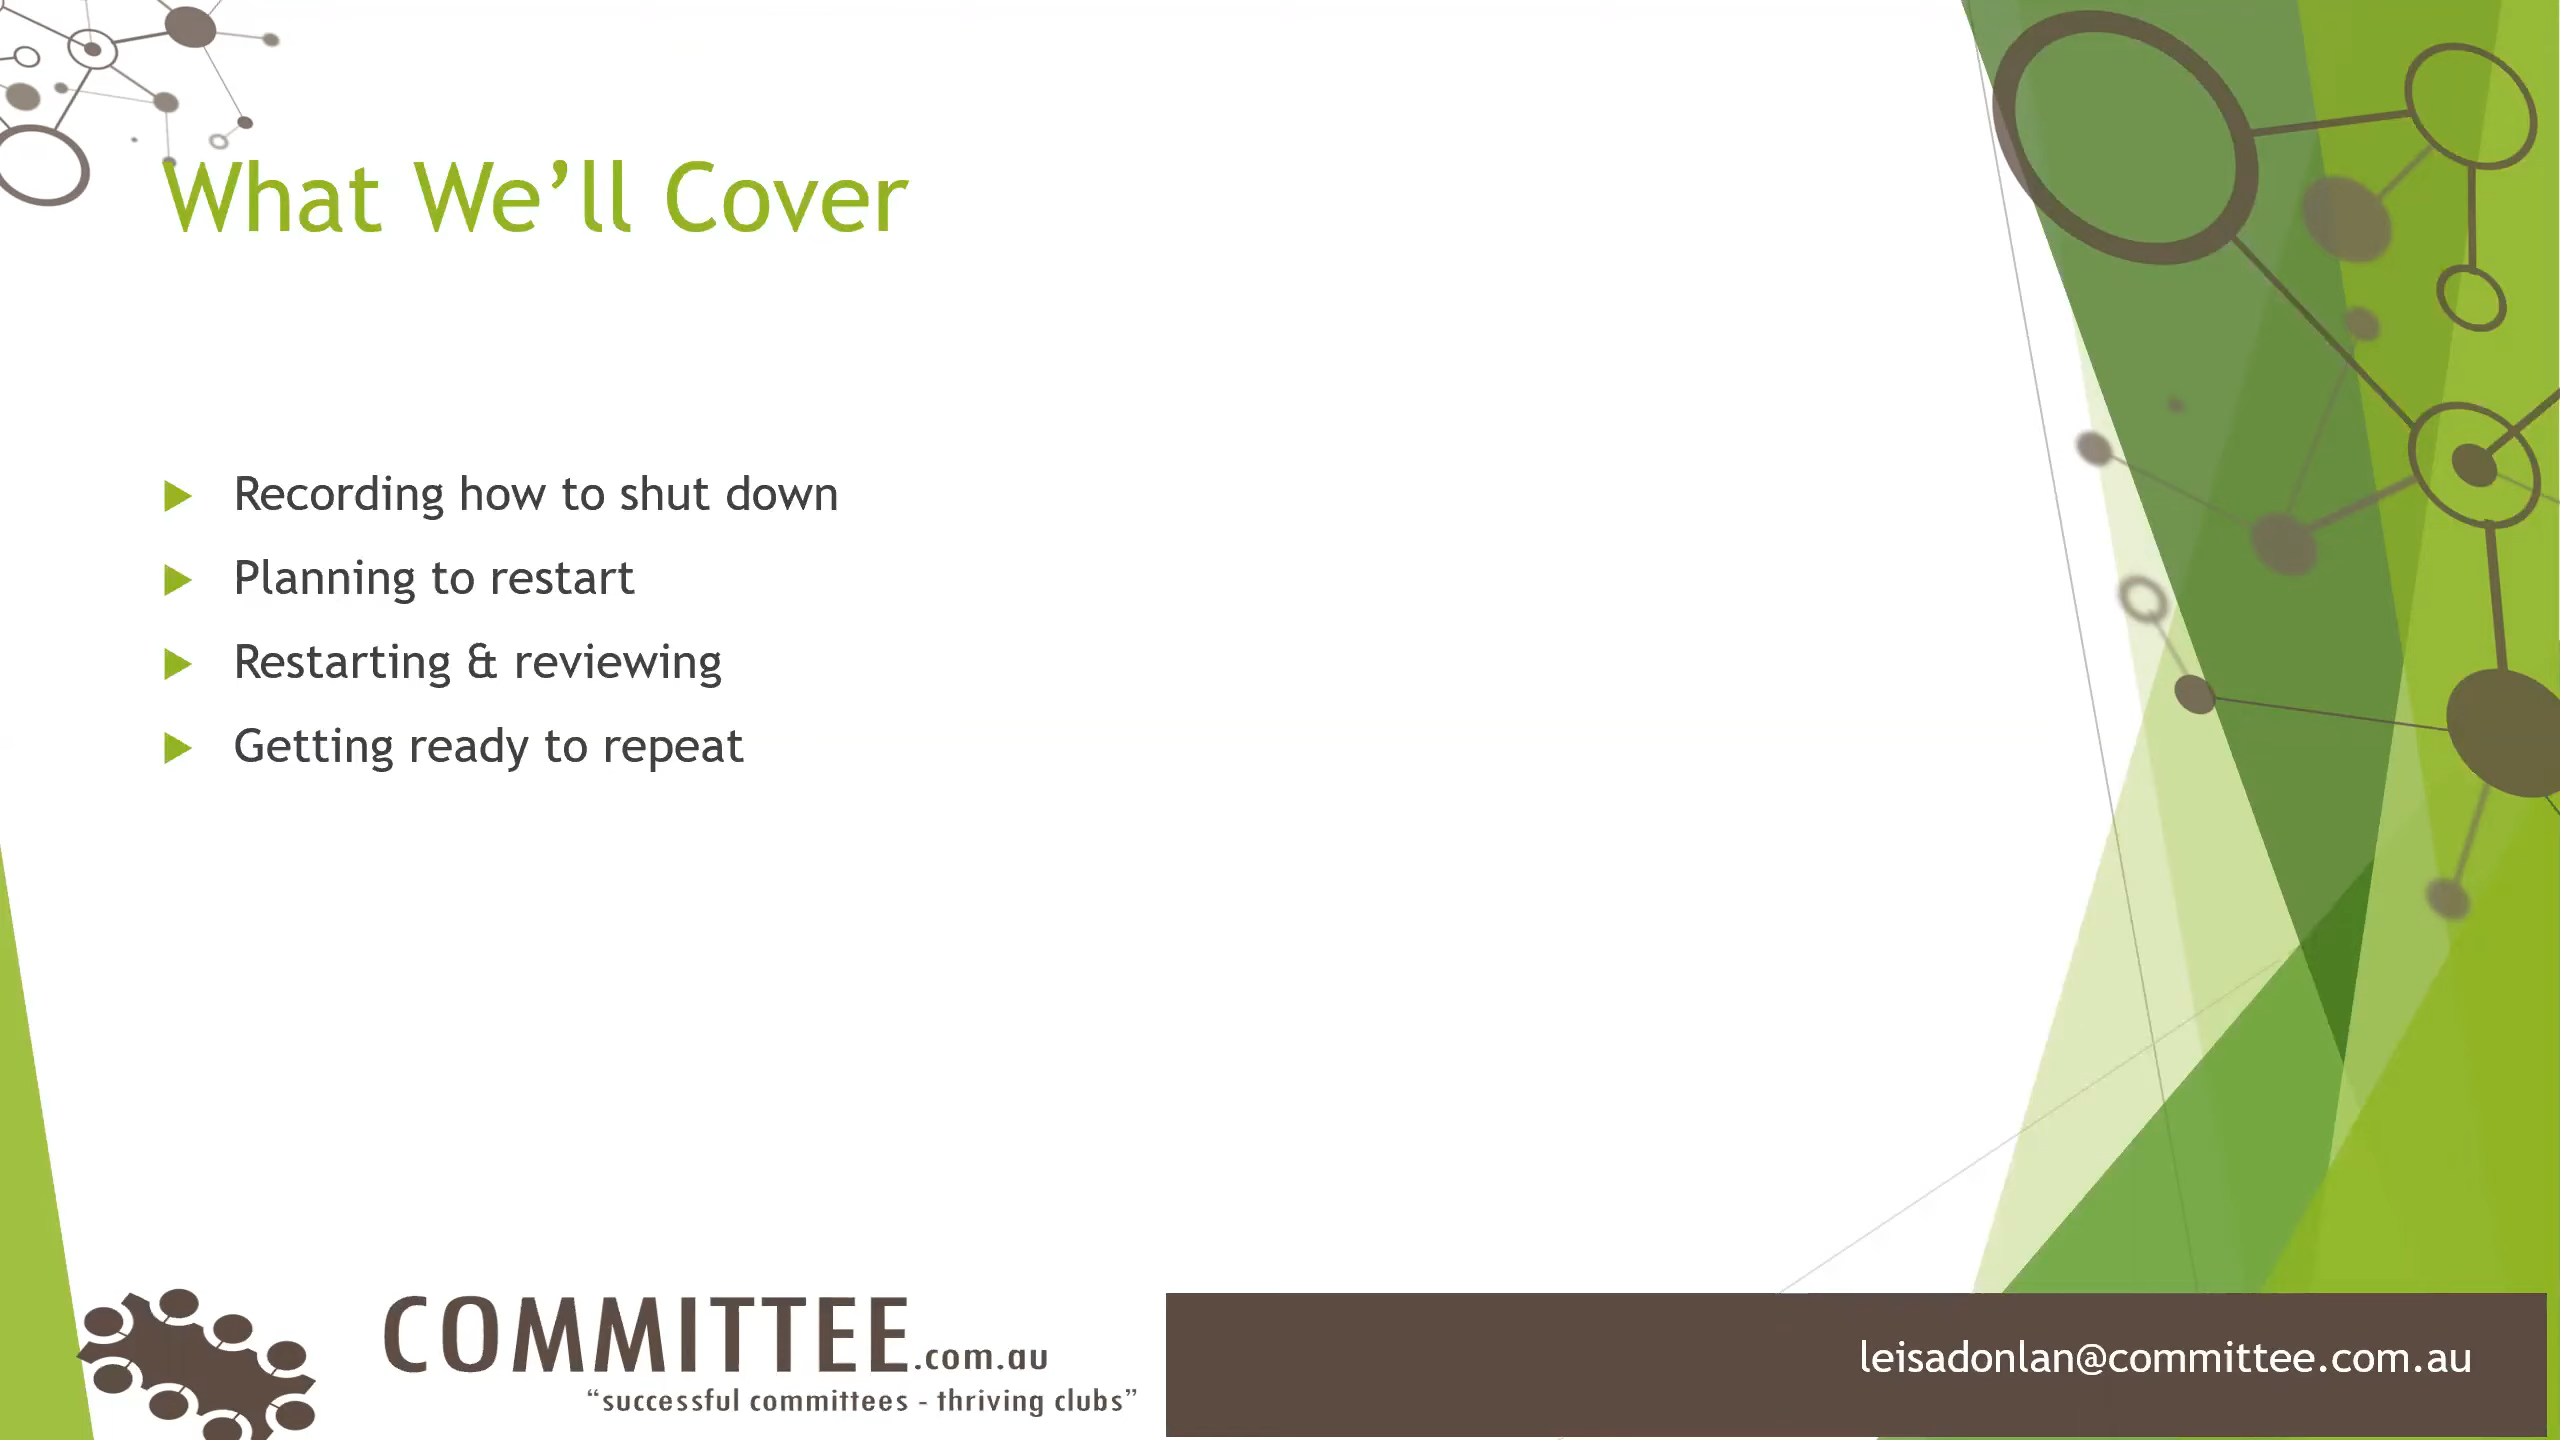 What We’ll Cover
Recording how to shut down
Planning to restart
Restarting & reviewing
Getting ready to repeat
COMMITTEE.com.au
“successful committees - thriving clubs”
leisadonlan@committee.com.au